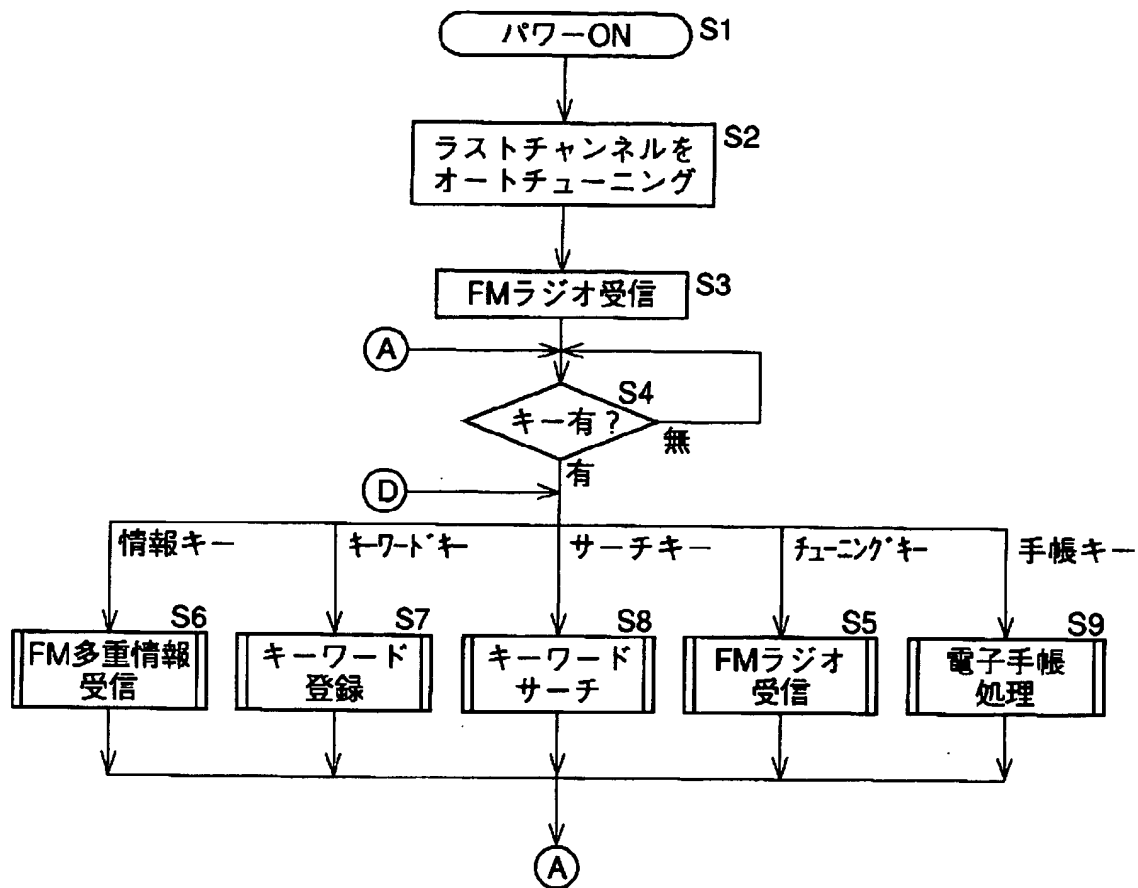 パワーON S1
ラストチャンネルを
オートチューニング
S2
FMラジオ受信 S3
A
S4
キー有?
無
有
D
情報キー キーワードキー サーチキー チューニングキー 手帳キー
S6 S7 S8 S5 S9
FM多重情報 キーワード キーワード FMラジオ 電子手帳
受信 登録 サーチ 受信 処理
A